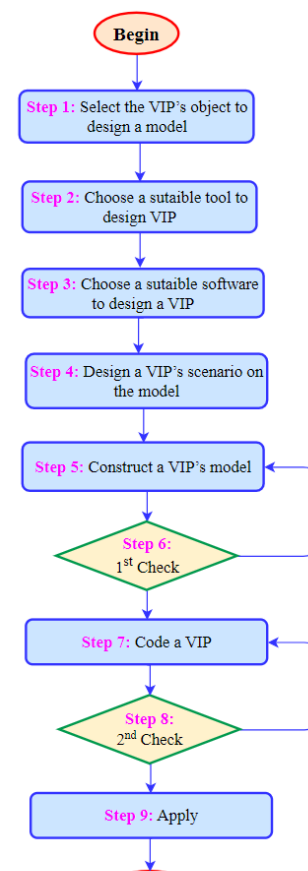 Begin
Step 1: Select the VIP's object to
design a model
Step 2: Choose a sutaible tool to
design VIP
Step 3: Choose a sutaible software
to design a VIP
Step 4: Design a VIP's scenario on
the model
Step 5: Construct a VIP's model
Step 6:
1st Check
Step 7: Code a VIP
Step 8:
2nd Check
Step 9: Apply